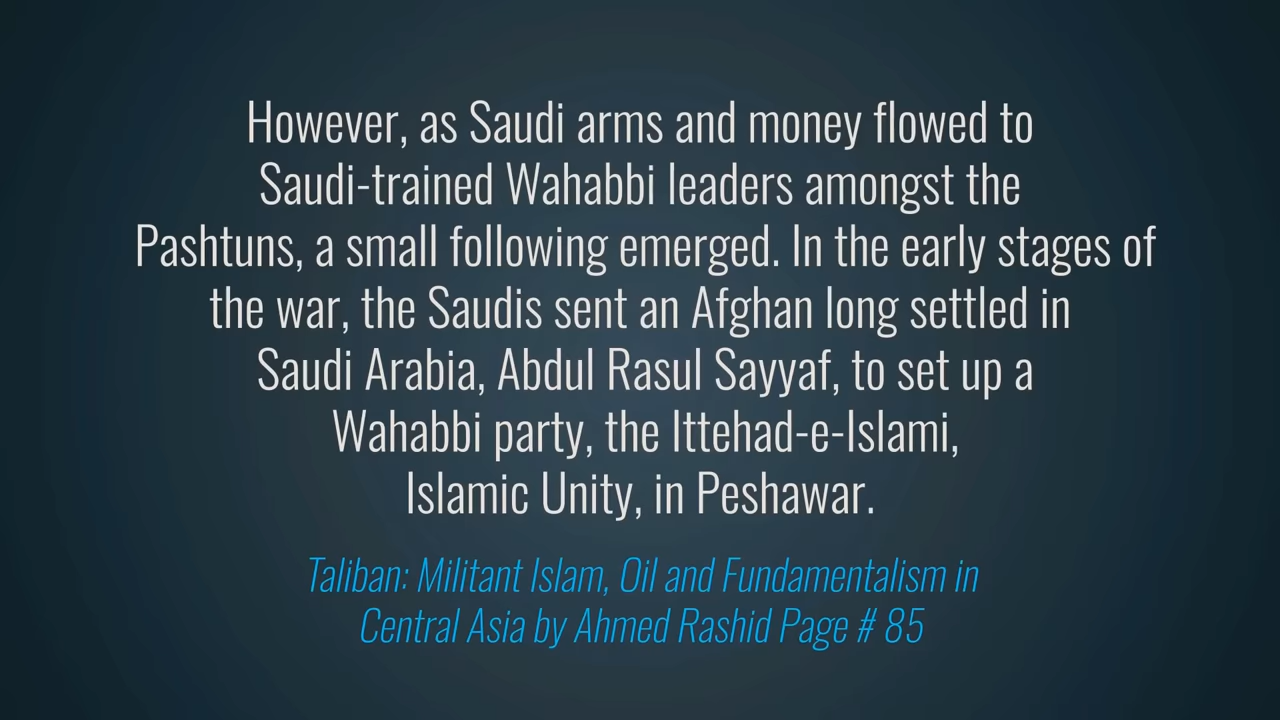 However, as Saudi arms and money flowed to
Saudi-trained Wahabbi leaders amongst the
Pashtuns, a small following emerged. In the early stages of
the war, the Saudis sent an Afghan long settled in
Saudi Arabia, Abdul Rasul Sayyaf, to set up a
Wahabbi party, the Ittehad-e-Islami,
Islamic Unity, in Peshawar.
Taliban: Militant Islam, Oil and Fundamentalism in
Central Asia by Ahmed Rashid Page # 85